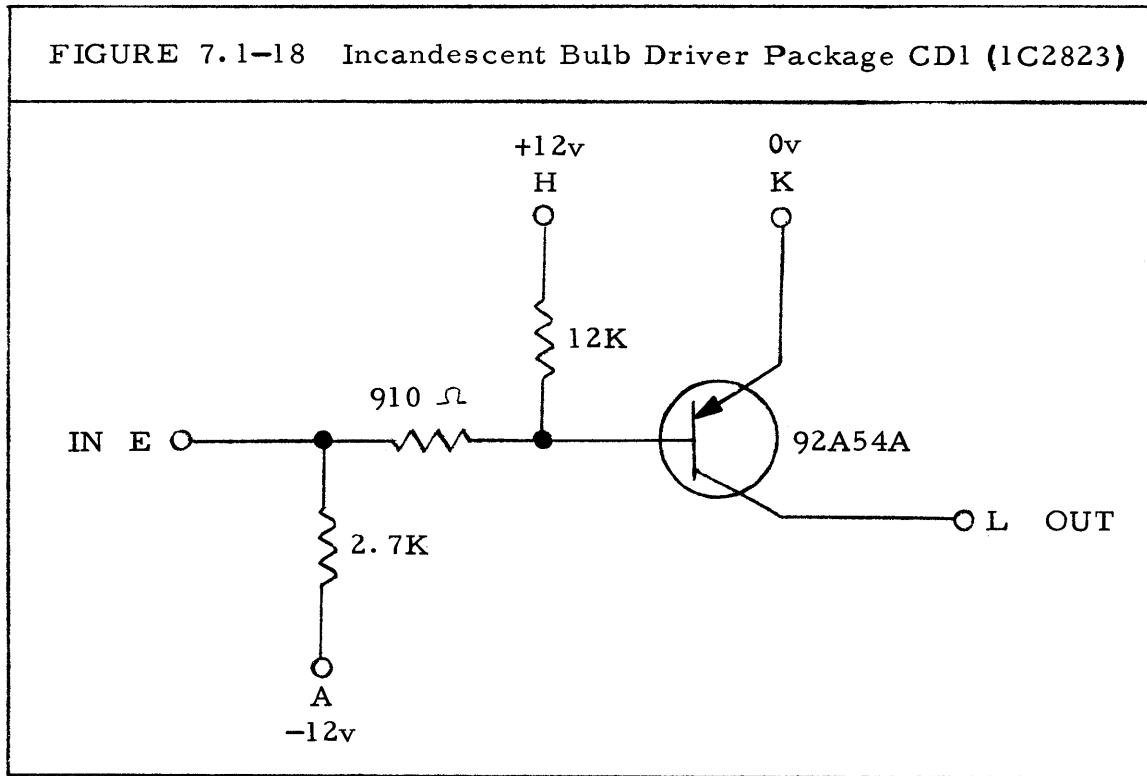 FIGURE 7.1-18 Incandescent Bulb Driver Package CD1 (1C2823)
+12v
H
0v
K
12K
910 Ω
IN E
92A54A
2.7K
L OUT
A
-12v